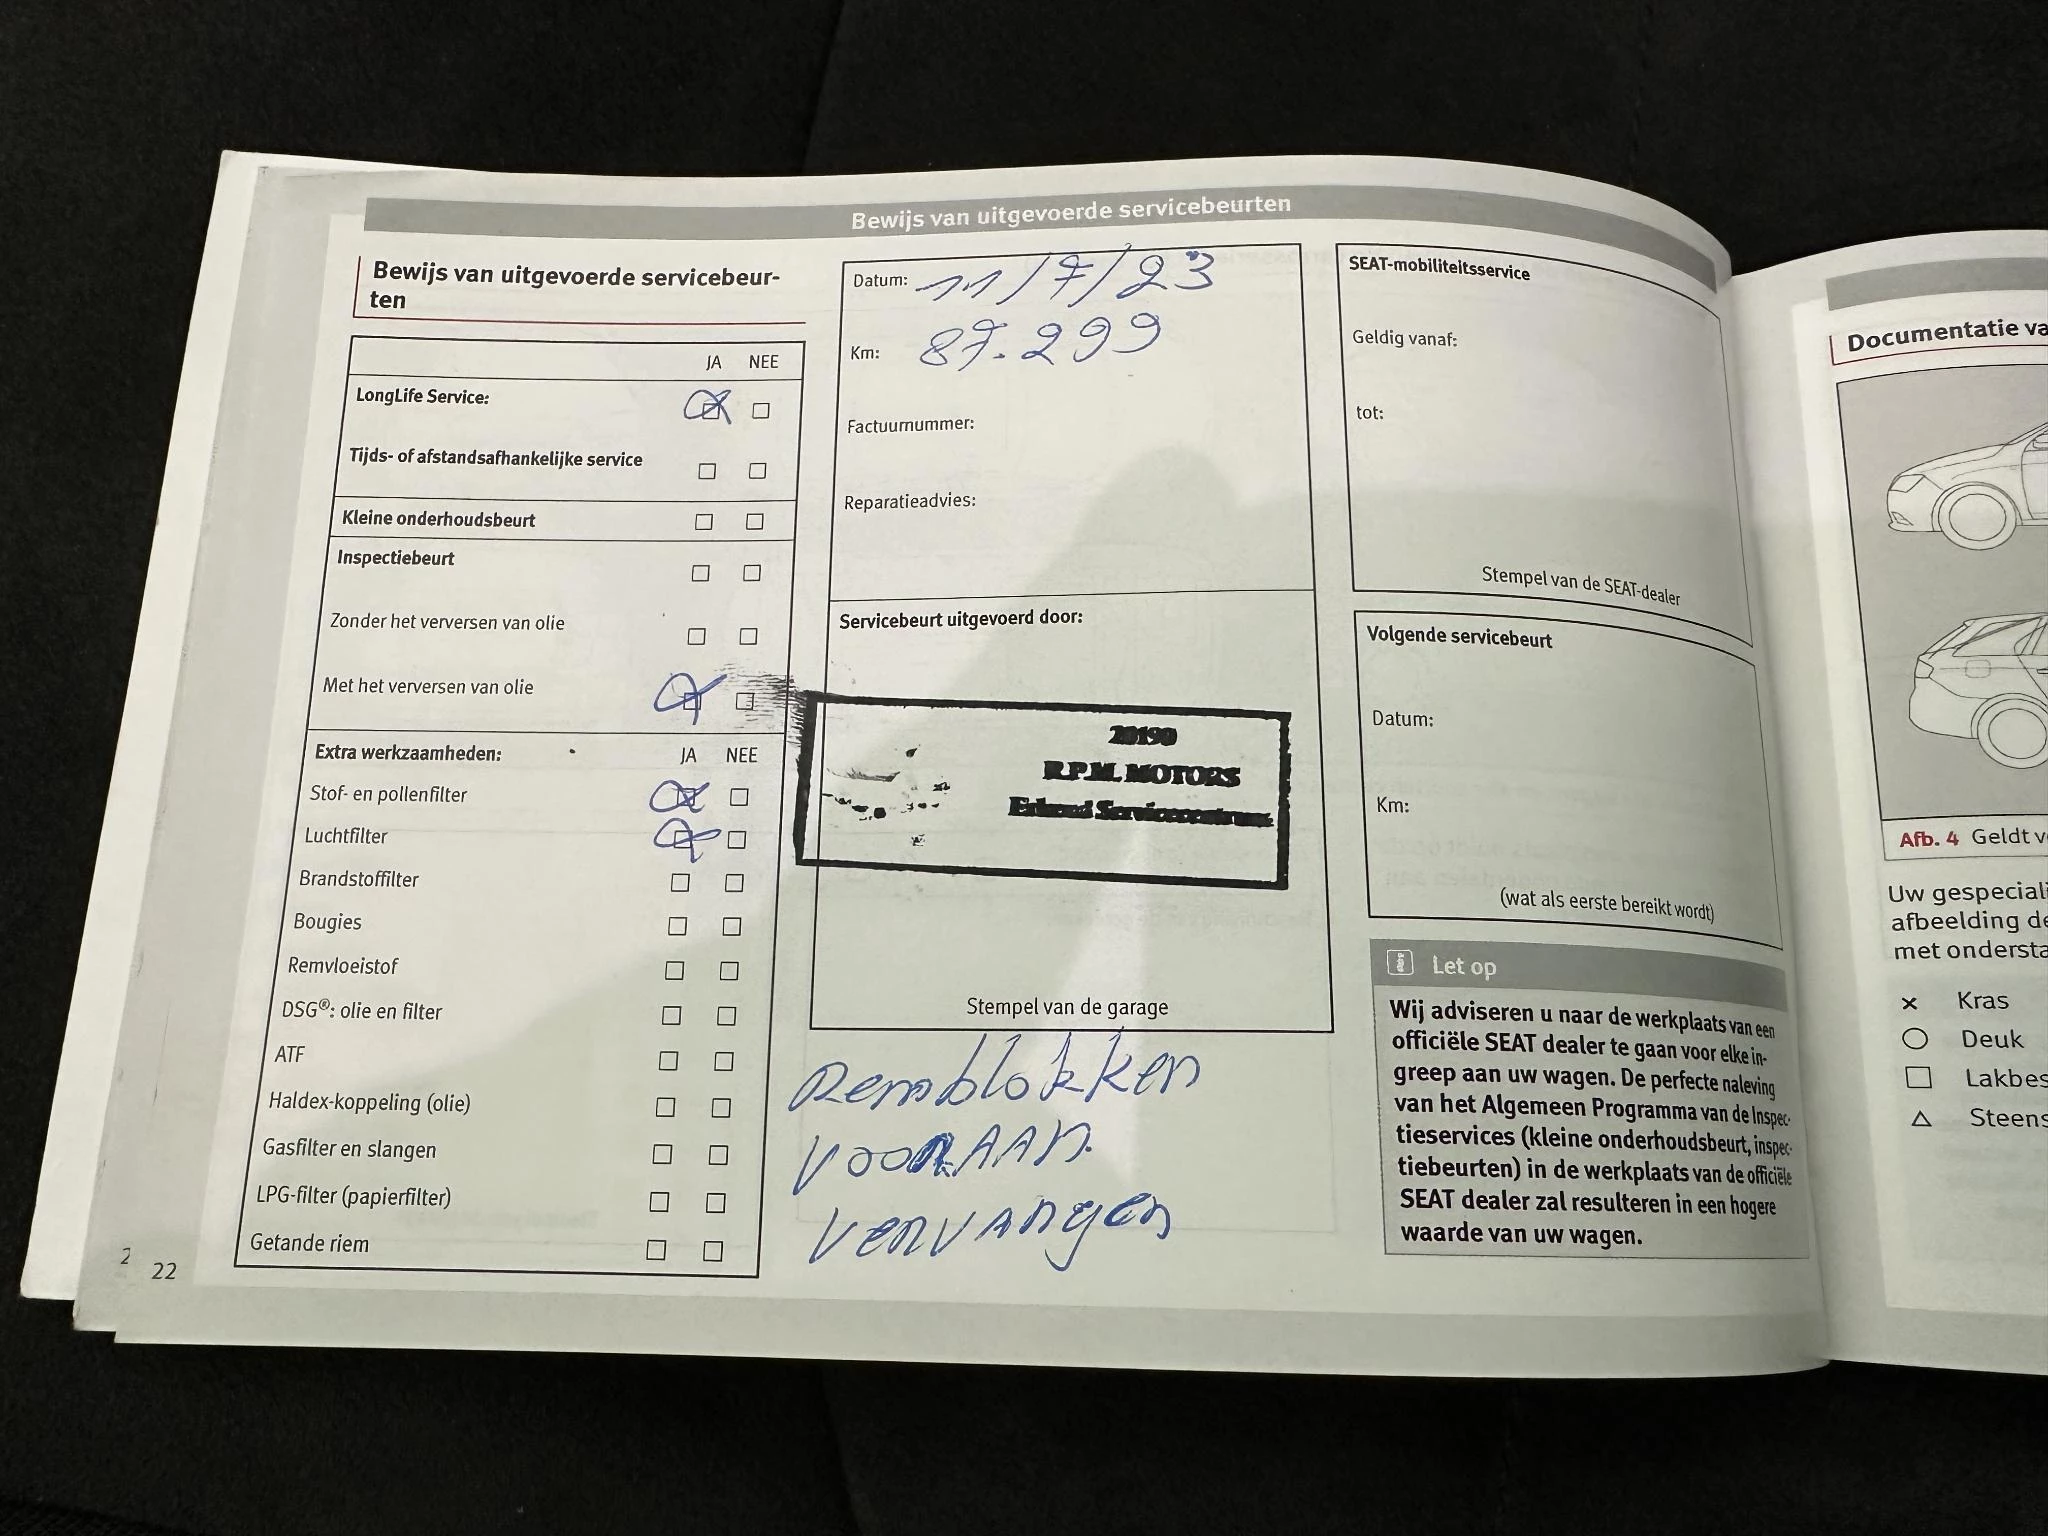 Bewijs van uitgevoerde servicebeurten
Bewijs van uitgevoerde servicebeur-
ten
JA NEE
LongLife Service:
Tijds- of afstandsafhankelijke service
Kleine onderhoudsbeurt
Inspectiebeurt
Zonder het verversen van olie
Met het verversen van olie
Extra werkzaamheden: JA NEE
Stof- en pollenfilter
Luchtfilter
Brandstoffilter
Bougies
Remvloeistof
DSG®: olie en filter
ATF
Haldex-koppeling (olie)
Gasfilter en slangen
LPG-filter (papierfilter)
Getande riem
2
22
Datum: 11/7/23
Km: 87.299
Factuurnummer:
Reparatieadvies:
Servicebeurt uitgevoerd door:
20190
R.P.M. MOTORS
Erkend Servicecentrum
Stempel van de garage
Remblokken
vooraan
vervangen
SEAT-mobiliteitsservice
Geldig vanaf:
tot:
Stempel van de SEAT-dealer
Volgende servicebeurt
Datum:
Km:
(wat als eerste bereikt wordt)
Let op
Wij adviseren u naar de werkplaats van een
officiële SEAT dealer te gaan voor elke in-
greep aan uw wagen. De perfecte naleving
van het Algemeen Programma van de Inspec-
tieservices (kleine onderhoudsbeurt, inspec-
tiebeurten) in de werkplaats van de officiële
SEAT dealer zal resulteren in een hogere
waarde van uw wagen.
Documentatie va
Afb. 4 Geldt v
Uw gespeciali
afbeelding de
met ondersta
× Kras
○ Deuk
□ Lakbes
△ Steens